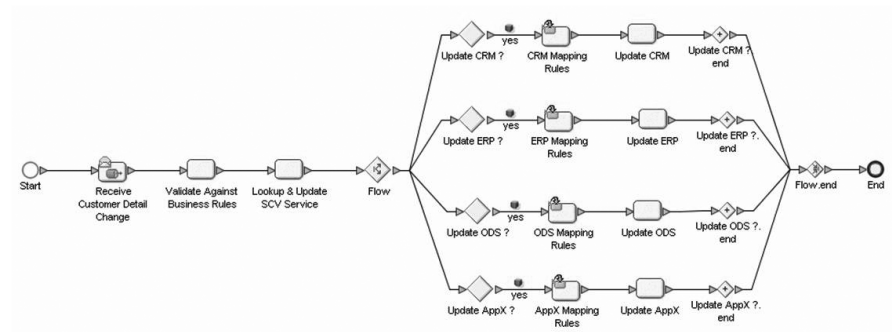 yes
Update CRM ?
CRM Mapping
Rules
Update CRM
Update CRM ?
end
yes
Update ERP ?
ERP Mapping
Rules
Update ERP
Update ERP ?.
end
Start
Receive
Customer Detail
Change
Validate Against
Business Rules
Lookup & Update
SCV Service
Flow
Flow.end
End
yes
Update ODS ?
ODS Mapping
Rules
Update ODS
Update ODS ?.
end
yes
Update AppX ?
AppX Mapping
Rules
Update AppX
Update AppX ?.
end